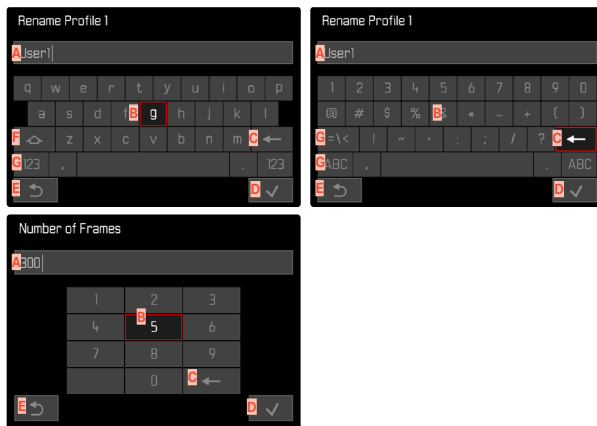 Rename Profile 1
A User1
q w e r t y u i o p
a s d f B g h j k l
F z x c v b n m C ←
G 123 , . 123
E D
Rename Profile 1
A User1
1 2 3 4 5 6 7 8 9 0
@ # $ % B & * - + ( )
G =\< ! " ' : ; / ? C ←
G ABC , . ABC
E D
Number of Frames
A 300
1 2 3
4 B 5 6
7 8 9
0 C ←
E D